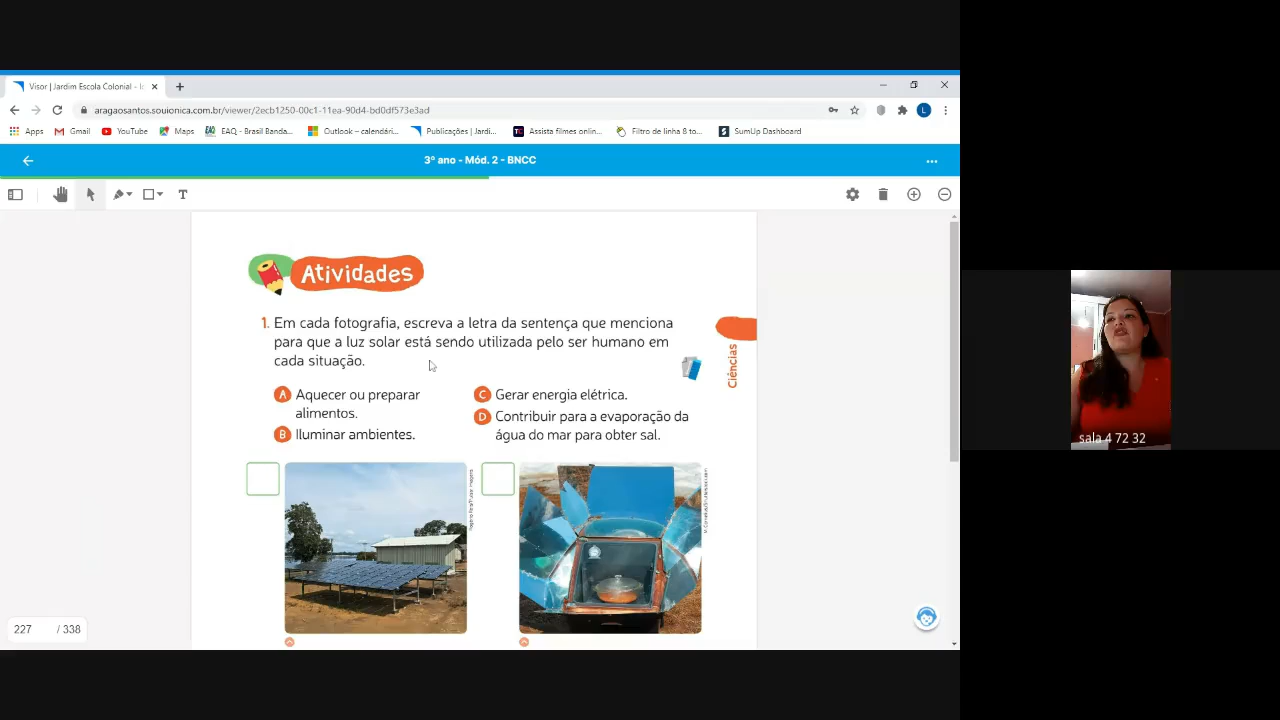 Visor | Jardim Escola Colonial - Io
aragaosantos.souionica.com.br/viewer/2ecb1250-00c1-11ea-90d4-bd0df573e3ad
Apps Gmail YouTube Maps EAQ - Brasil Banda... Outlook – calendári... Publicações | Jardi... Assista filmes onlin... Filtro de linha 8 to... SumUp Dashboard
3º ano - Mód. 2 - BNCC
T
Atividades
1. Em cada fotografia, escreva a letra da sentença que menciona
para que a luz solar está sendo utilizada pelo ser humano em
cada situação.
Ciências
A Aquecer ou preparar
alimentos.
B Iluminar ambientes.
C Gerar energia elétrica.
D Contribuir para a evaporação da
água do mar para obter sal.
227 / 338
sala 4 72 32